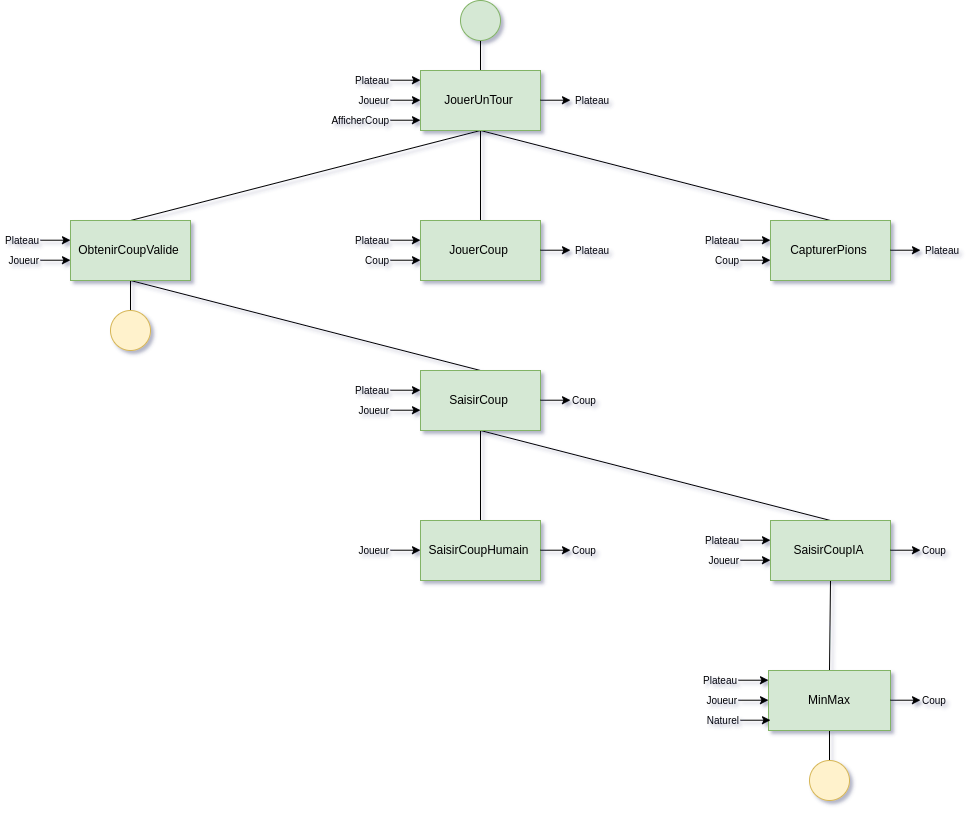 Plateau
Joueur
AfficherCoup
JouerUnTour
Plateau
Plateau
Joueur
ObtenirCoupValide
Plateau
Coup
JouerCoup
Plateau
Plateau
Coup
CapturerPions
Plateau
Plateau
Joueur
SaisirCoup
Coup
Joueur
SaisirCoupHumain
Coup
Plateau
Joueur
SaisirCoupIA
Coup
Plateau
Joueur
Naturel
MinMax
Coup